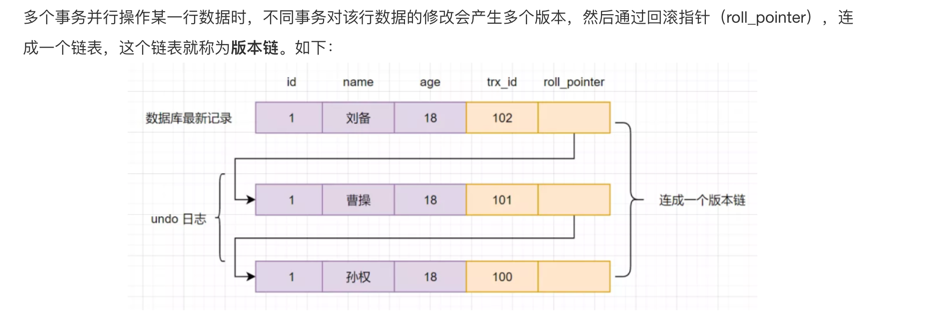 多个事务并行操作某一行数据时，不同事务对该行数据的修改会产生多个版本，然后通过回滚指针（roll_pointer），连
成一个链表，这个链表就称为版本链。如下：
id name age trx_id roll_pointer
数据库最新记录 1 刘备 18 102
1 曹操 18 101 连成一个版本链
undo 日志
1 孙权 18 100